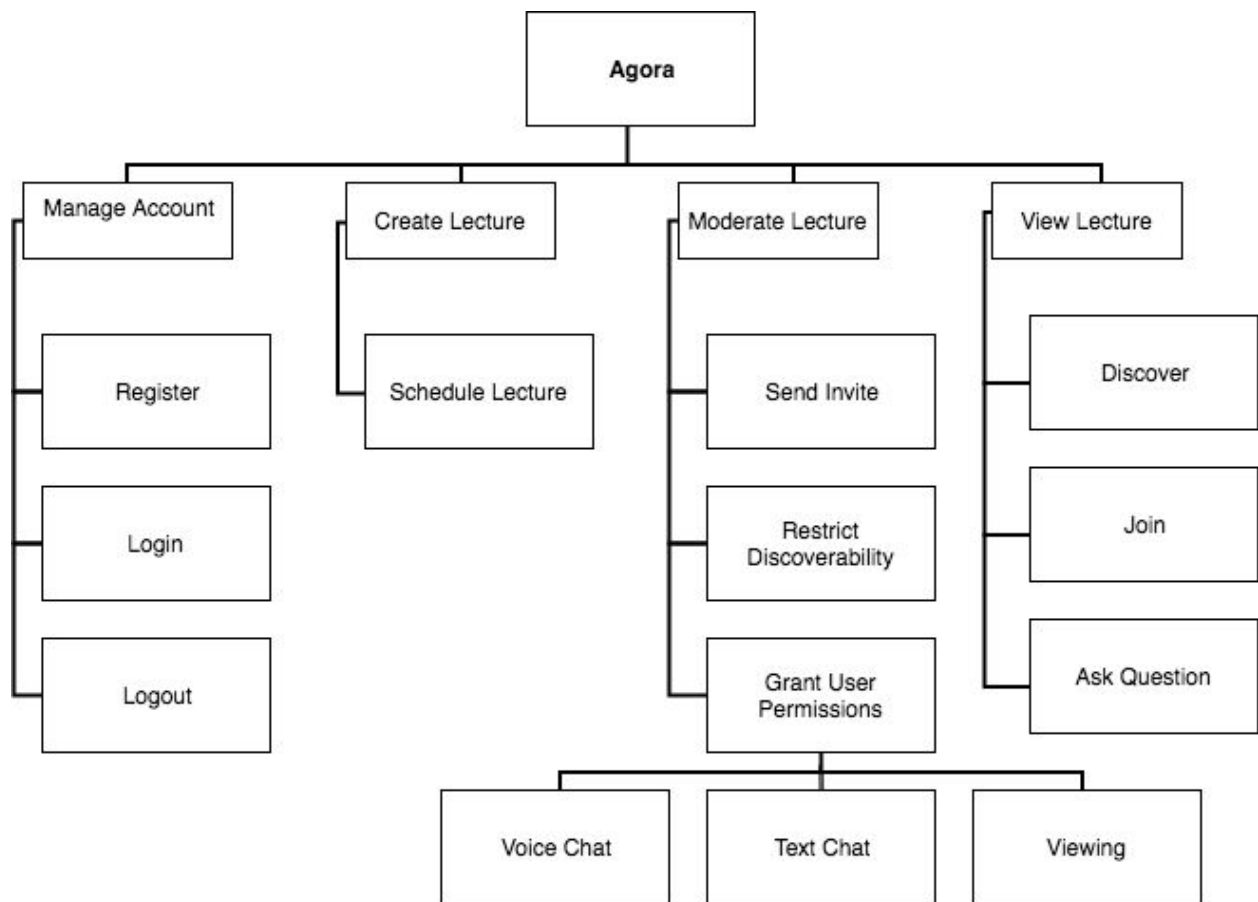 Agora
Manage Account
Create Lecture
Moderate Lecture
View Lecture
Register
Schedule Lecture
Send Invite
Discover
Login
Restrict
Discoverability
Join
Logout
Grant User
Permissions
Ask Question
Voice Chat
Text Chat
Viewing